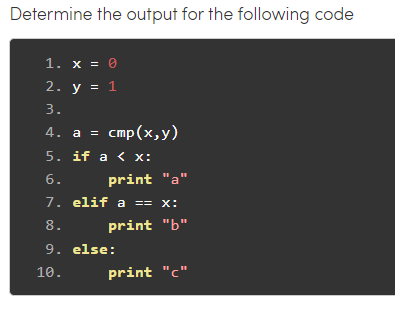 Determine the output for the following code
1. x = 0
2. y = 1
3.
4. a = cmp(x,y)
5. if a < x:
6.     print "a"
7. elif a == x:
8.     print "b"
9. else:
10.     print "c"